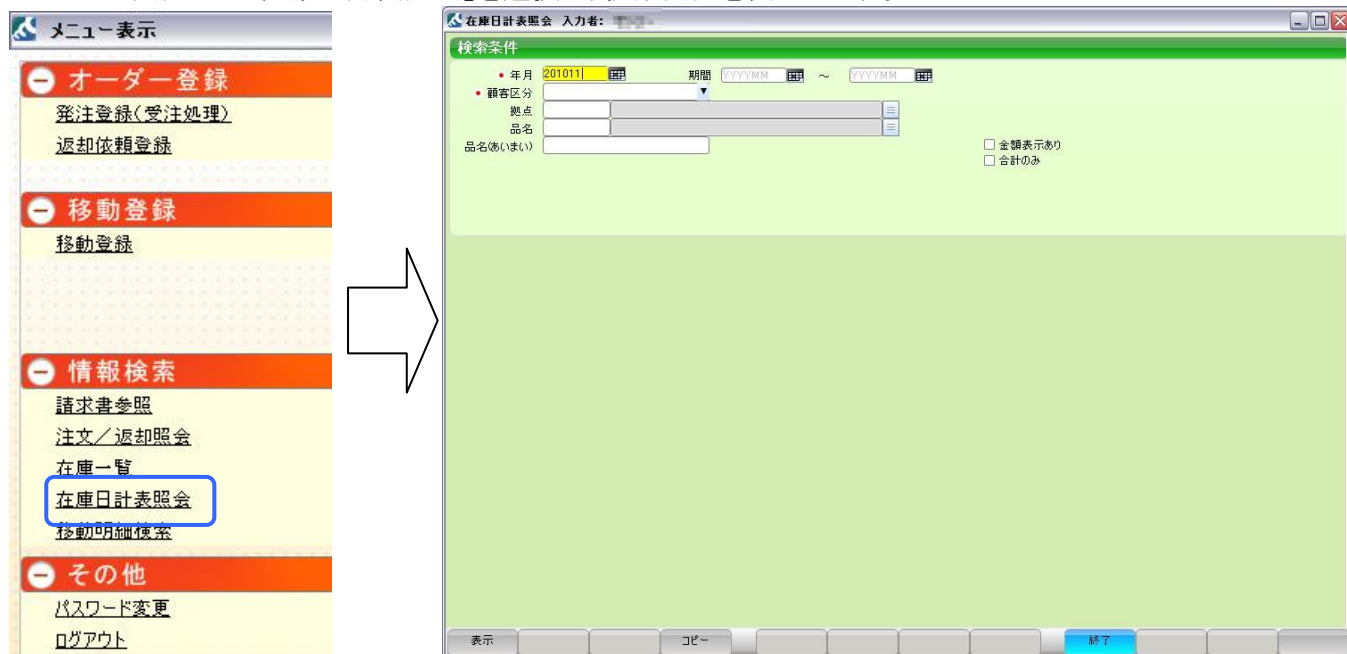 メニュー表示
オーダー登録
発注登録(受注処理)
返却依頼登録
移動登録
移動登録
情報検索
請求書参照
注文／返却照会
在庫一覧
在庫日計表照会
移動明細検索
その他
パスワード変更
ログアウト
在庫日計表照会 入力者:
検索条件
• 年月 201011 期間 YYYYMM ～ YYYYMM
• 顧客区分
拠点
品名
品名(あいまい)
金額表示あり
合計のみ
表示 コピー 終了